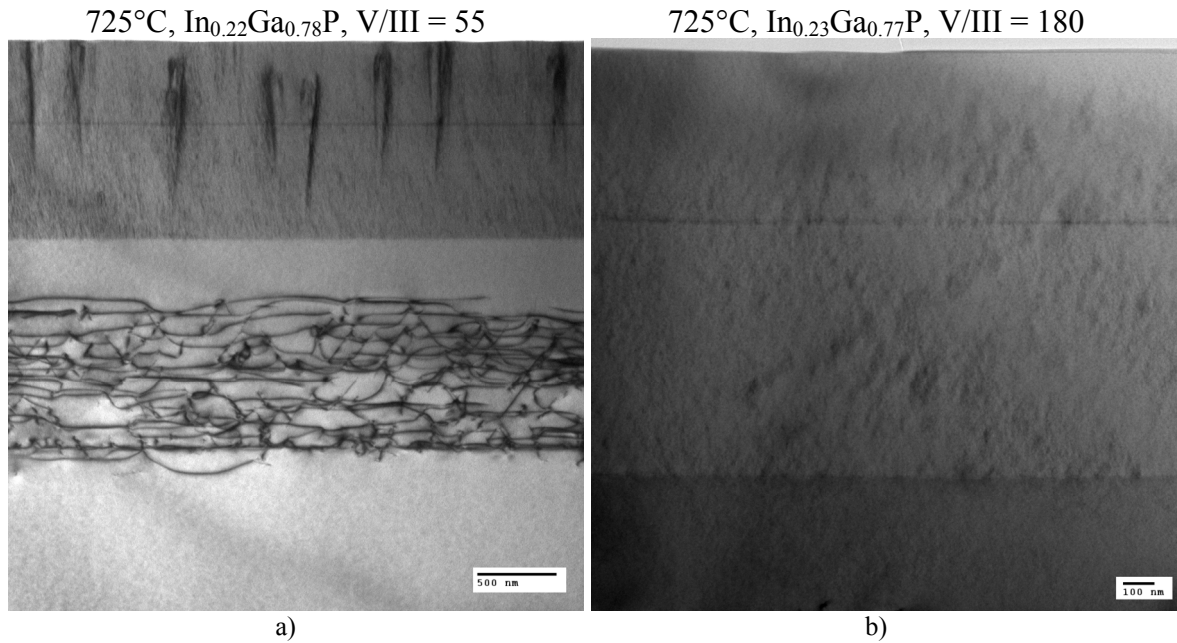 725°C, In₀.₂₂Ga₀.₇₈P, V/III = 55
725°C, In₀.₂₃Ga₀.₇₇P, V/III = 180
500 nm
100 nm
a)
b)